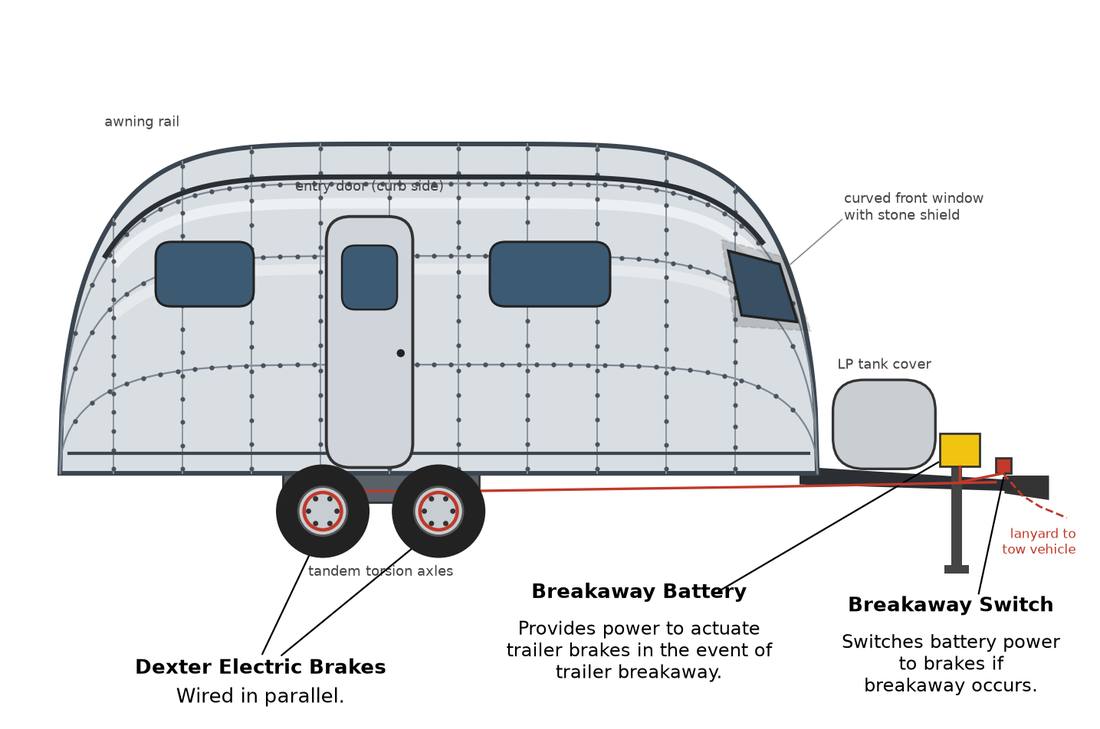 awning rail
entry door (curb side)
curved front window
with stone shield
LP tank cover
lanyard to
tow vehicle
tandem torsion axles
Breakaway Battery
Provides power to actuate
trailer brakes in the event of
trailer breakaway.
Breakaway Switch
Switches battery power
to brakes if
breakaway occurs.
Dexter Electric Brakes
Wired in parallel.